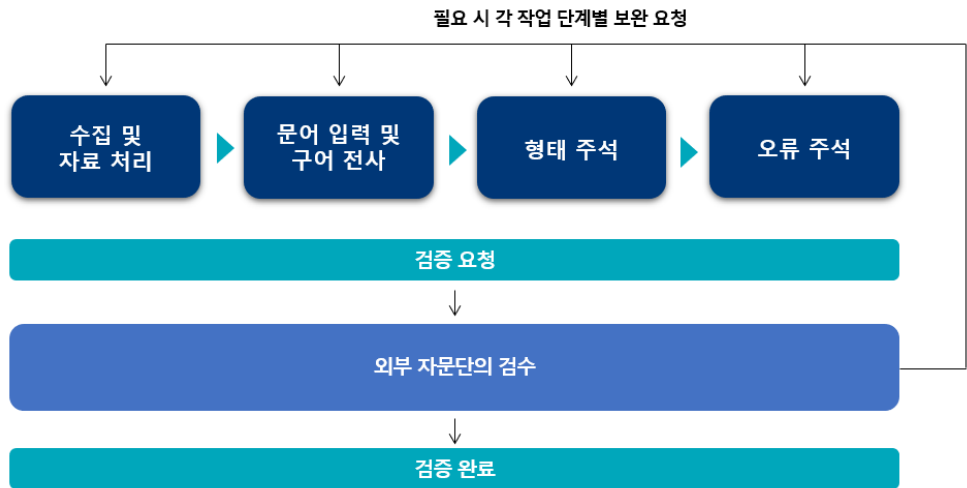 필요 시 각 작업 단계별 보완 요청
수집 및
자료 처리
문어 입력 및
구어 전사
형태 주석
오류 주석
검증 요청
외부 자문단의 검수
검증 완료